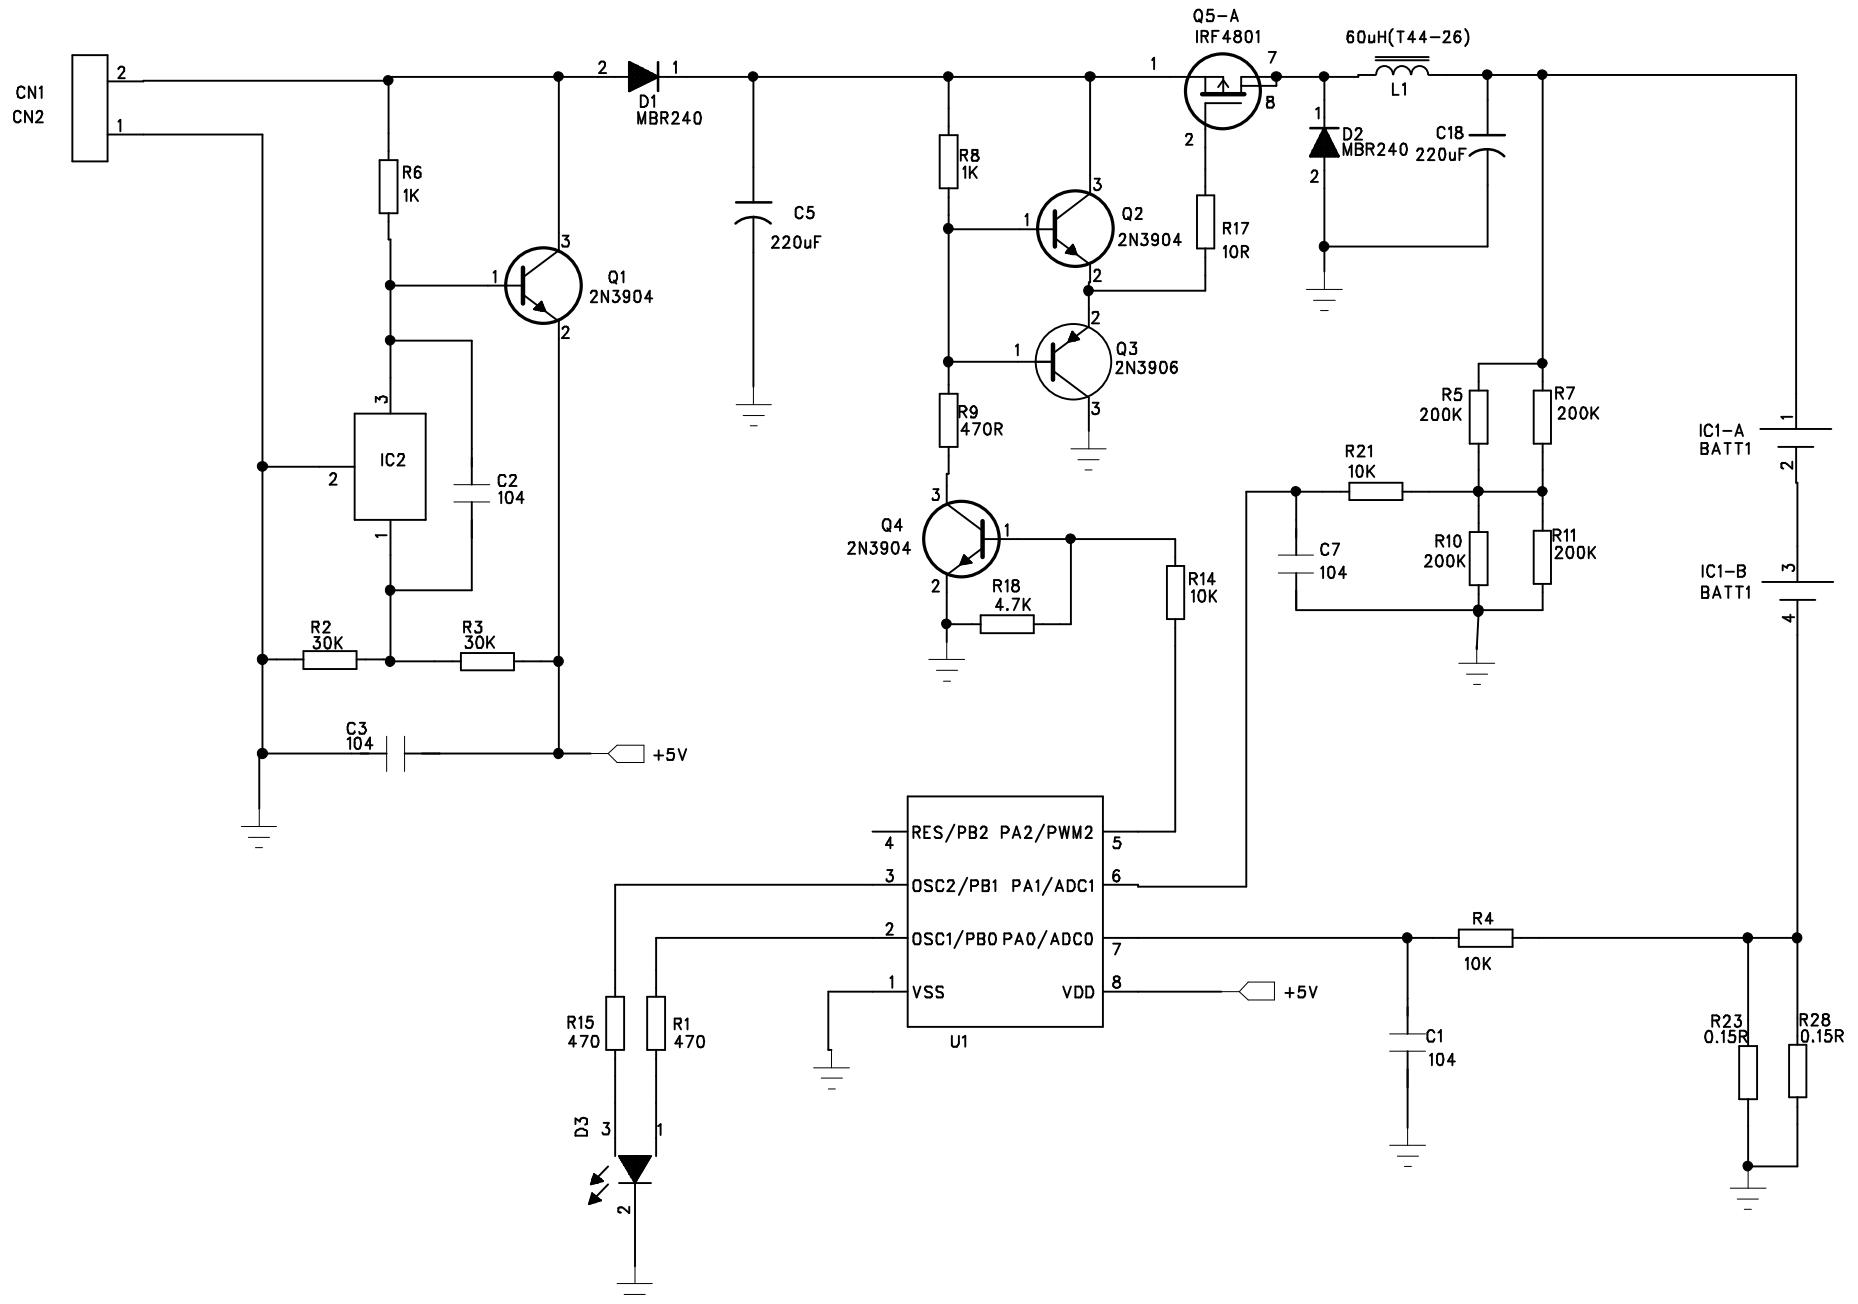 Q5-A
IRF4801
60uH(T44-26)
1
7
8
2
L1
CN1
CN2
2
1
2
1
D1
MBR240
R6
1K
C5
220uF
R8
1K
3
1
Q2
2N3904
2
R17
10R
1
D2
MBR240
2
C18
220uF
3
1
Q1
2N3904
2
2
1
Q3
2N3906
3
R9
470R
3
IC2
2
1
C2
104
R5
200K
R7
200K
R21
10K
R10
200K
R11
200K
C7
104
1
IC1-A
BATT1
2
3
IC1-B
BATT1
4
3
Q4
2N3904
1
2
R18
4.7K
R14
10K
R2
30K
R3
30K
C3
104
+5V
4
RES/PB2
PA2/PWM2
5
3
OSC2/PB1
PA1/ADC1
6
2
OSC1/PB0
PA0/ADC0
7
1
VSS
VDD
8
+5V
U1
R4
10K
R15
470
R1
470
C1
104
R23
0.15R
R28
0.15R
D3
3
1
2